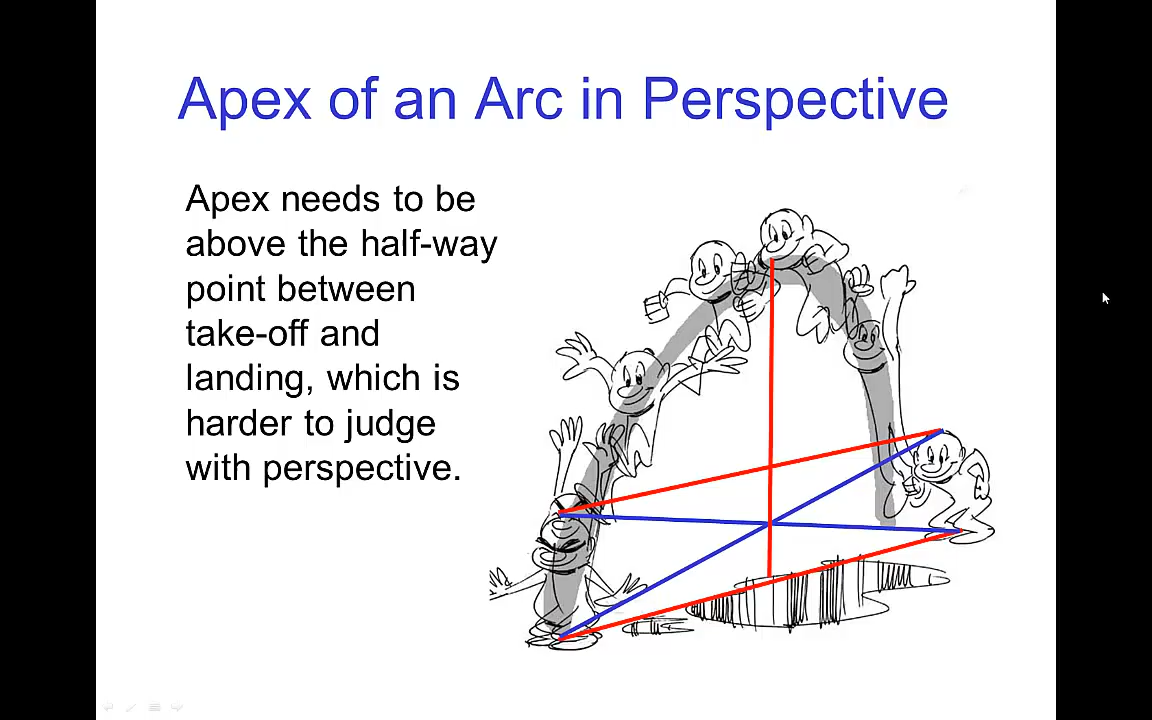 Apex of an Arc in Perspective
Apex needs to be
above the half-way
point between
take-off and
landing, which is
harder to judge
with perspective.